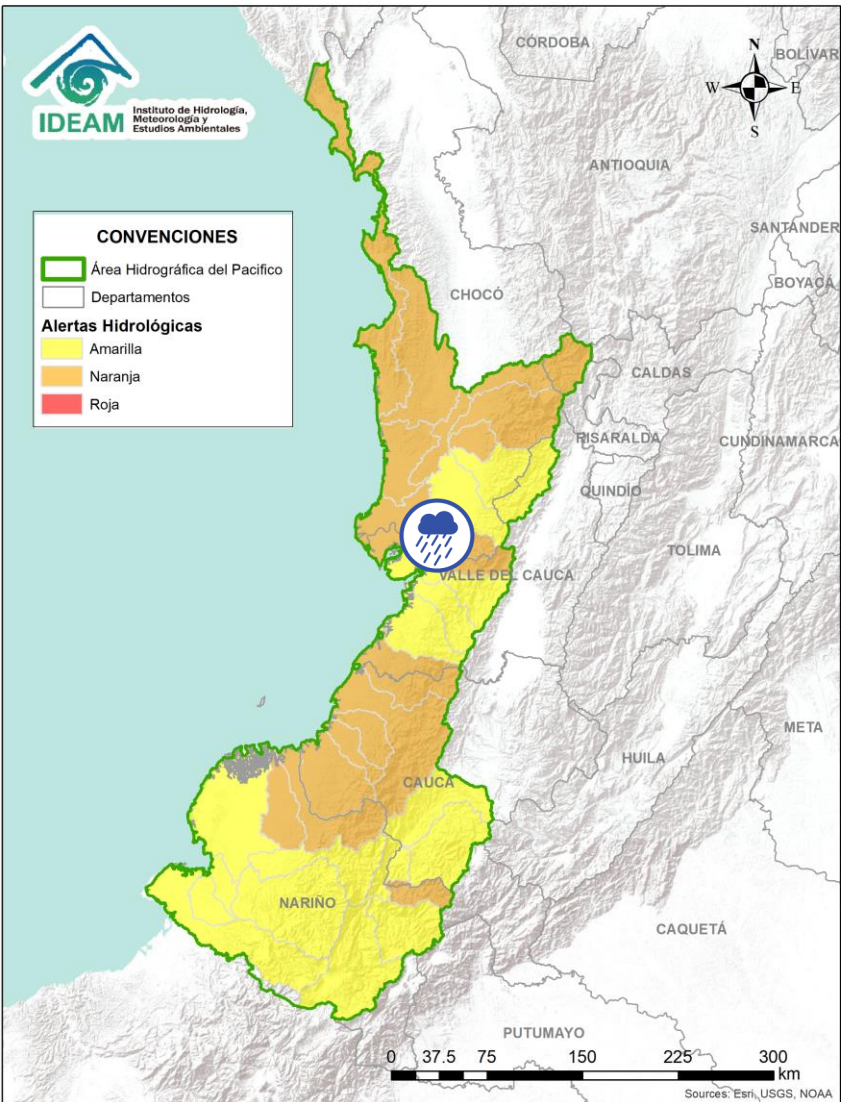 IDEAM
Instituto de Hidrología,
Meteorología y
Estudios Ambientales
CÓRDOBA
BOLÍVAR
N
W
E
S
ANTIOQUIA
SANTANDER
BOYACÁ
CONVENCIONES
Área Hidrográfica del Pacifico
Departamentos
Alertas Hidrológicas
Amarilla
Naranja
Roja
CHOCÓ
CALDAS
RISARALDA
CUNDINAMARCA
QUINDÍO
TOLIMA
VALLE DEL CAUCA
META
HUILA
CAUCA
NARIÑO
CAQUETÁ
PUTUMAYO
0 37.5 75 150 225 300
km
Sources: Esri, USGS, NOAA